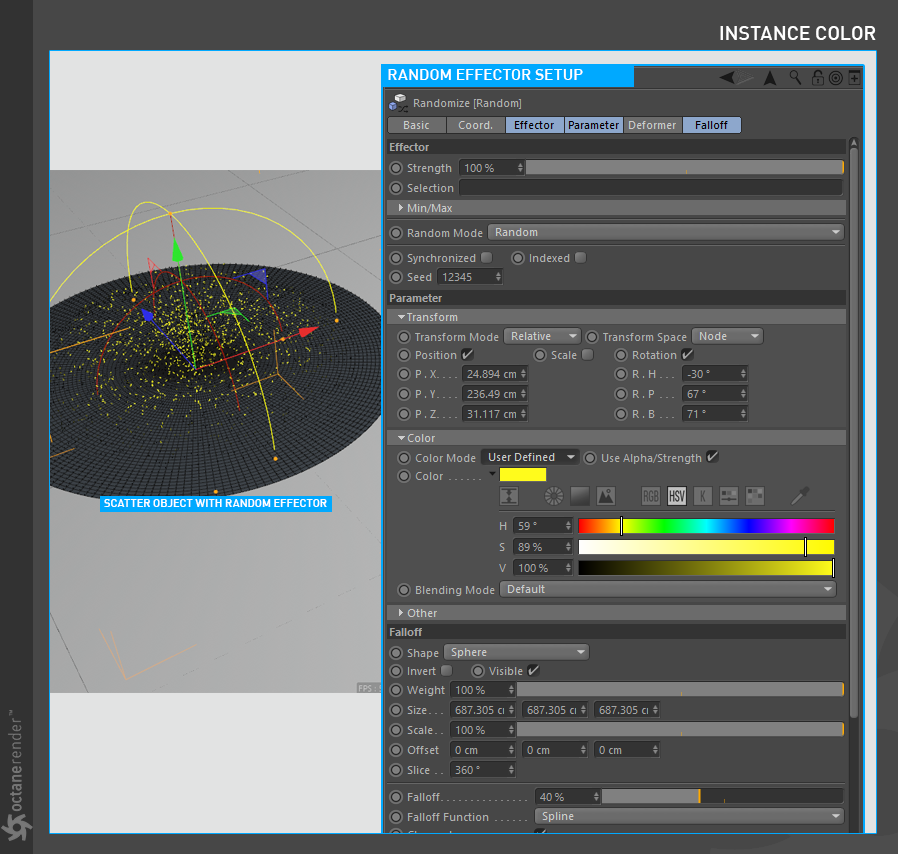 INSTANCE COLOR
RANDOM EFFECTOR SETUP
Randomize [Random]
Basic Coord. Effector Parameter Deformer Falloff
Effector
Strength 100 %
Selection
Min/Max
Random Mode Random
Synchronized Indexed
Seed 12345
Parameter
Transform
Transform Mode Relative Transform Space Node
Position Scale Rotation
P . X. . . . 24.894 cm R . H . . . -30 °
P . Y. . . . 236.49 cm R . P . . . 67 °
P . Z. . . . 31.117 cm R . B . . . 71 °
Color
Color Mode User Defined Use Alpha/Strength
Color . . . . . .
RGB HSV K
H 59 °
S 89 %
V 100 %
Blending Mode Default
Other
Falloff
Shape Sphere
Invert Visible
Weight 100 %
Size. . . 687.305 c 687.305 c 687.305 c
Scale. . 100 %
Offset 0 cm 0 cm 0 cm
Slice . . 360 °
Falloff. . . . . . . . . . . . . . 40 %
Falloff Function . . . . . . Spline
SCATTER OBJECT WITH RANDOM EFFECTOR
FPS :
octanerender™